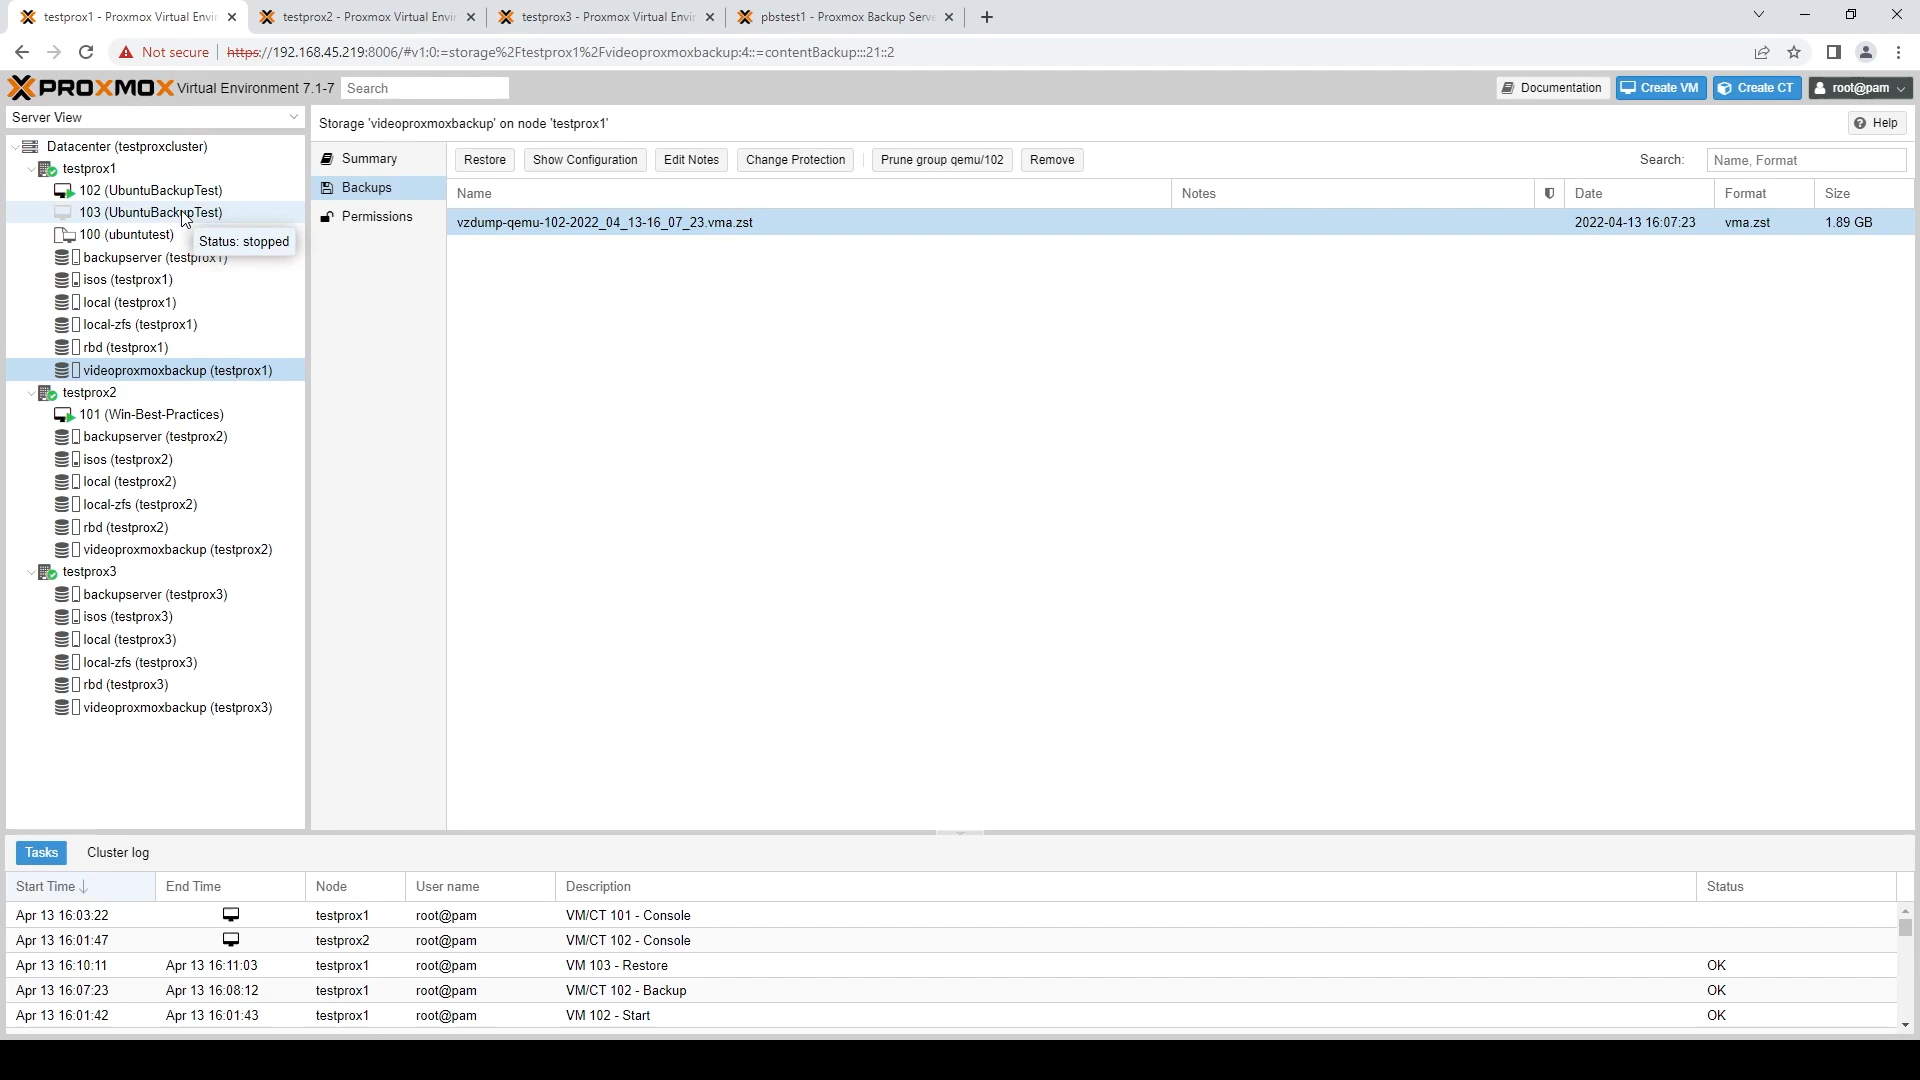 testprox1 - Proxmox Virtual Envir
testprox2 - Proxmox Virtual Envir
testprox3 - Proxmox Virtual Envir
pbstest1 - Proxmox Backup Serve
Not secure
https://192.168.45.219:8006/#v1:0:=storage%2Ftestprox1%2Fvideoproxmoxbackup:4::=contentBackup:::21::2
PROXMOX Virtual Environment 7.1-7
Search
Documentation
Create VM
Create CT
root@pam
Server View
Storage 'videoproxmoxbackup' on node 'testprox1'
Help
Datacenter (testproxcluster)
testprox1
102 (UbuntuBackupTest)
103 (UbuntuBackupTest)
100 (ubuntutest)
Status: stopped
backupserver (testprox1)
isos (testprox1)
local (testprox1)
local-zfs (testprox1)
rbd (testprox1)
videoproxmoxbackup (testprox1)
testprox2
101 (Win-Best-Practices)
backupserver (testprox2)
isos (testprox2)
local (testprox2)
local-zfs (testprox2)
rbd (testprox2)
videoproxmoxbackup (testprox2)
testprox3
backupserver (testprox3)
isos (testprox3)
local (testprox3)
local-zfs (testprox3)
rbd (testprox3)
videoproxmoxbackup (testprox3)
Summary
Backups
Permissions
Restore
Show Configuration
Edit Notes
Change Protection
Prune group qemu/102
Remove
Search:
Name, Format
Name
Notes
Date
Format
Size
vzdump-qemu-102-2022_04_13-16_07_23.vma.zst
2022-04-13 16:07:23
vma.zst
1.89 GB
Tasks
Cluster log
Start Time
End Time
Node
User name
Description
Status
Apr 13 16:03:22 testprox1 root@pam VM/CT 101 - Console
Apr 13 16:01:47 testprox2 root@pam VM/CT 102 - Console
Apr 13 16:10:11 Apr 13 16:11:03 testprox1 root@pam VM 103 - Restore OK
Apr 13 16:07:23 Apr 13 16:08:12 testprox1 root@pam VM/CT 102 - Backup OK
Apr 13 16:01:42 Apr 13 16:01:43 testprox1 root@pam VM 102 - Start OK